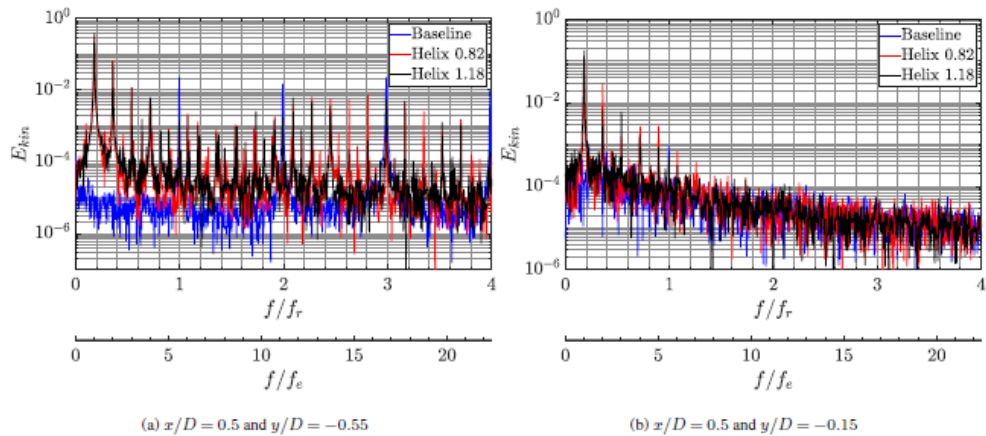 10^0
10^-2
10^-4
10^-6
E_kin
Baseline
Helix 0.82
Helix 1.18
0 1 2 3 4
f/f_r
0 5 10 15 20
f/f_e
(a) x/D = 0.5 and y/D = −0.55
10^0
10^-2
10^-4
10^-6
E_kin
Baseline
Helix 0.82
Helix 1.18
0 1 2 3 4
f/f_r
0 5 10 15 20
f/f_e
(b) x/D = 0.5 and y/D = −0.15